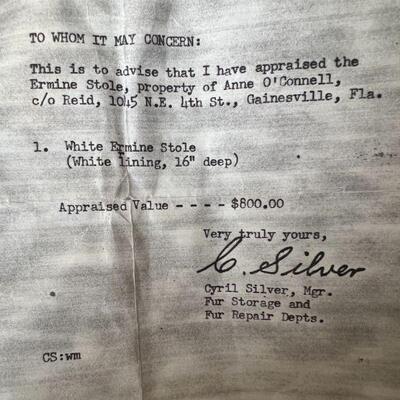 TO WHOM IT MAY CONCERN:
This is to advise that I have appraised the
Ermine Stole, property of Anne O'Connell,
c/o Reid, 1045 N.E. 4th St., Gainesville, Fla.
1. White Ermine Stole
(White lining, 16" deep)
Appraised Value - - - - $800.00
Very truly yours,
C. Silver
Cyril Silver, Mgr.
Fur Storage and
Fur Repair Depts.
CS:wm